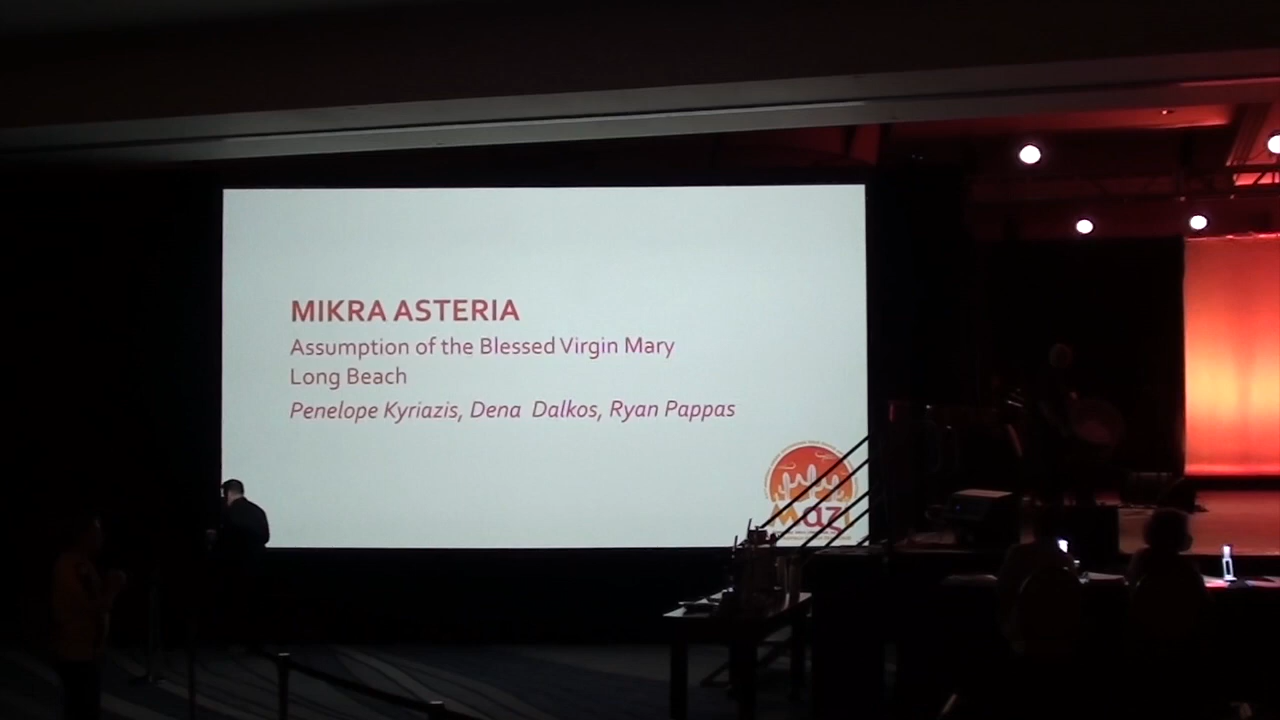 MIKRA ASTERIA
Assumption of the Blessed Virgin Mary
Long Beach
Penelope Kyriazis, Dena Dalkos, Ryan Pappas
Mazi